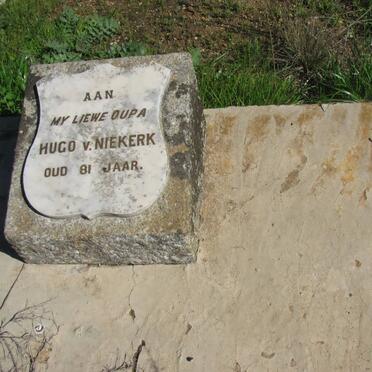 AAN
MY LIEWE OUPA
HUGO v. NIEKERK
OUD 81 JAAR.